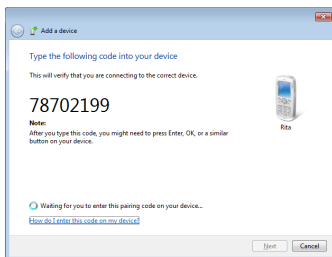 Add a device
Type the following code into your device
This will verify that you are connecting to the correct device.
78702199
Note:
After you type this code, you might need to press Enter, OK, or a similar
button on your device.
Rita
Waiting for you to enter this pairing code on your device...
How do I enter this code on my device?
Next Cancel